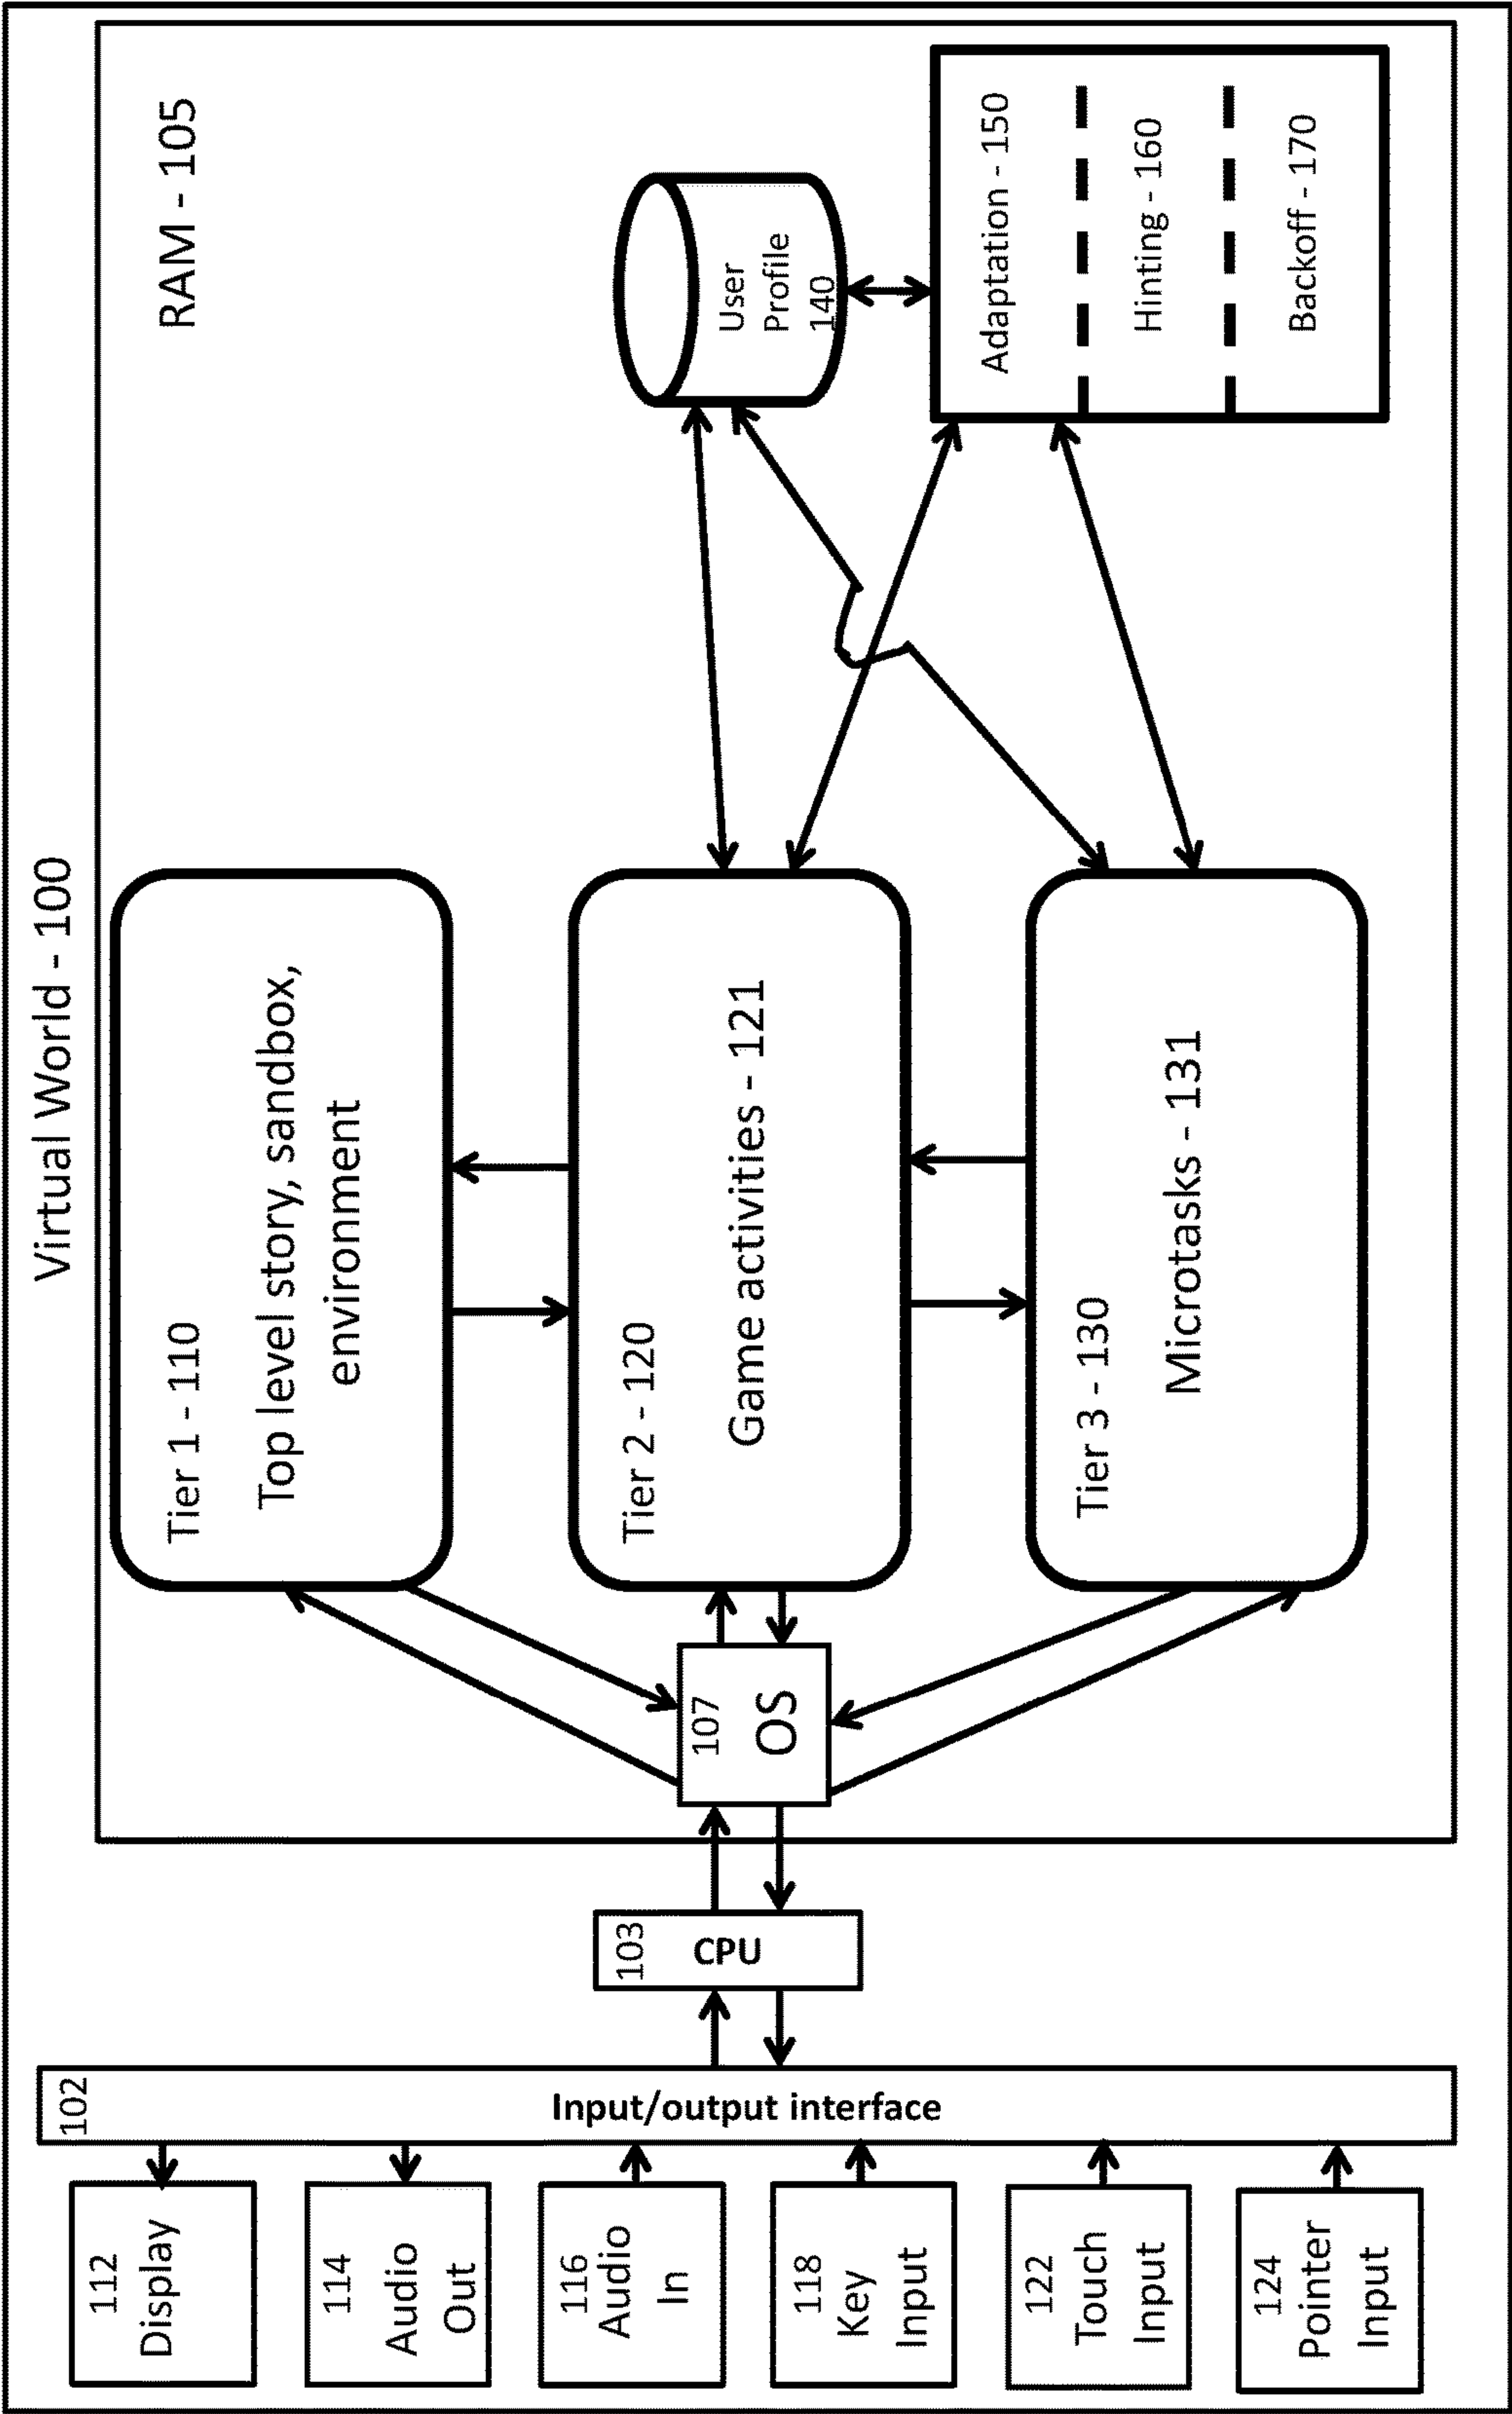 Virtual World - 100
RAM - 105
112
Display
114
Audio
Out
116
Audio
In
118
Key
Input
122
Touch
Input
124
Pointer
Input
102
Input/output interface
103
CPU
107
OS
Tier 1 - 110
Top level story, sandbox,
environment
Tier 2 - 120
Game activities - 121
Tier 3 - 130
Microtasks - 131
User
Profile
140
Adaptation - 150
Hinting - 160
Backoff - 170